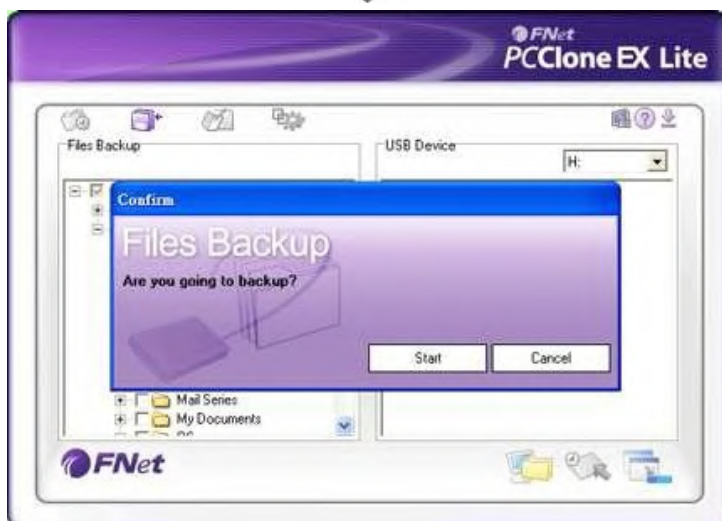 FNet
PCClone EX Lite
Files Backup
USB Device
H:
Confirm
Files Backup
Are you going to backup?
Start
Cancel
Mail Series
My Documents
FNet